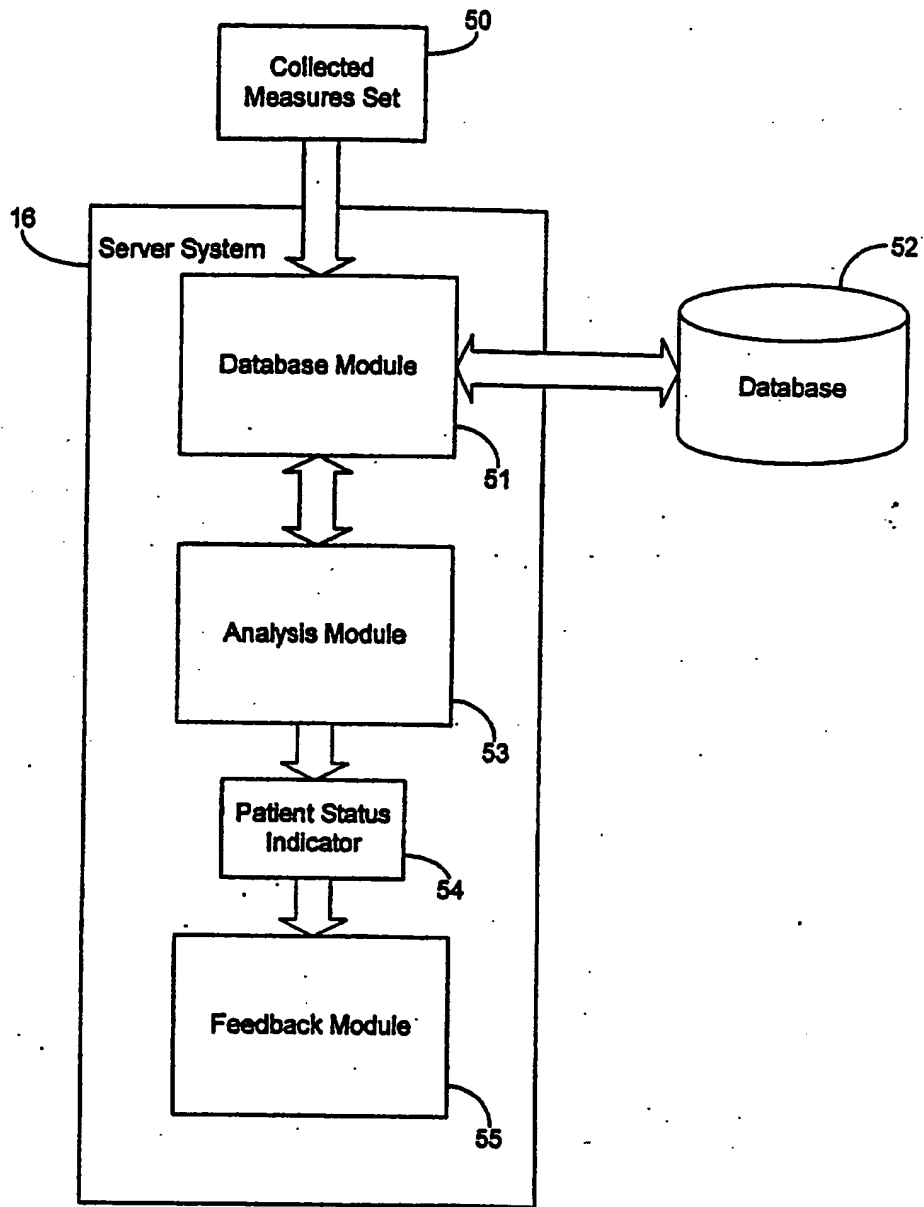 50
Collected
Measures Set
16
Server System
52
Database Module
Database
51
Analysis Module
53
Patient Status
Indicator
54
Feedback Module
55